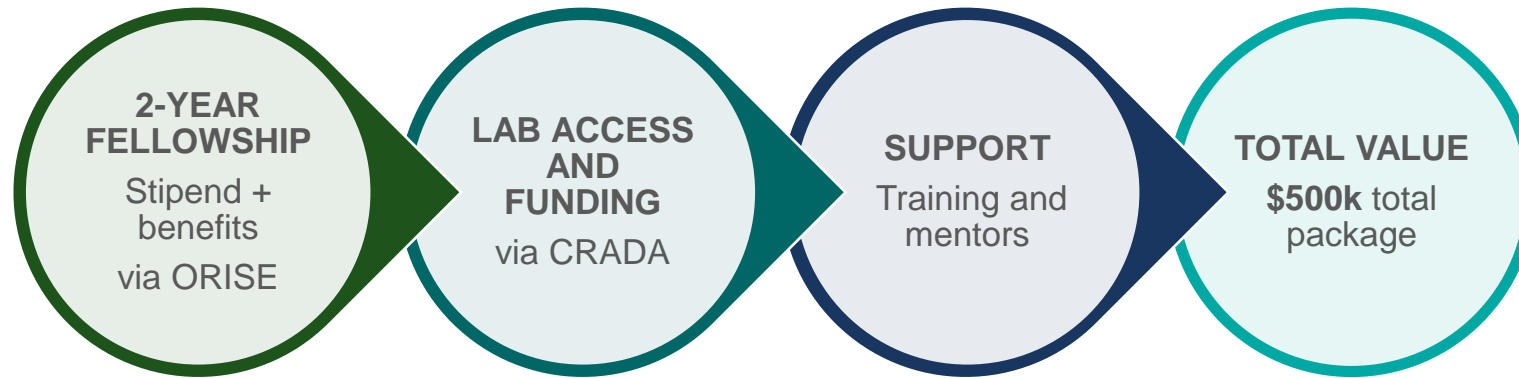 2-YEAR
FELLOWSHIP
Stipend +
benefits
via ORISE
LAB ACCESS
AND
FUNDING
via CRADA
SUPPORT
Training and
mentors
TOTAL VALUE
$500k total
package